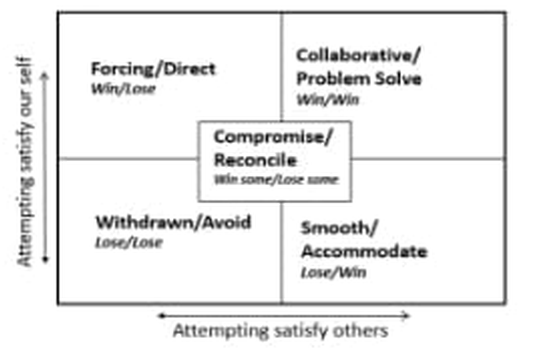 Attempting satisfy our self
Forcing/Direct
Win/Lose
Collaborative/
Problem Solve
Win/Win
Compromise/
Reconcile
Win some/Lose some
Withdrawn/Avoid
Lose/Lose
Smooth/
Accommodate
Lose/Win
Attempting satisfy others